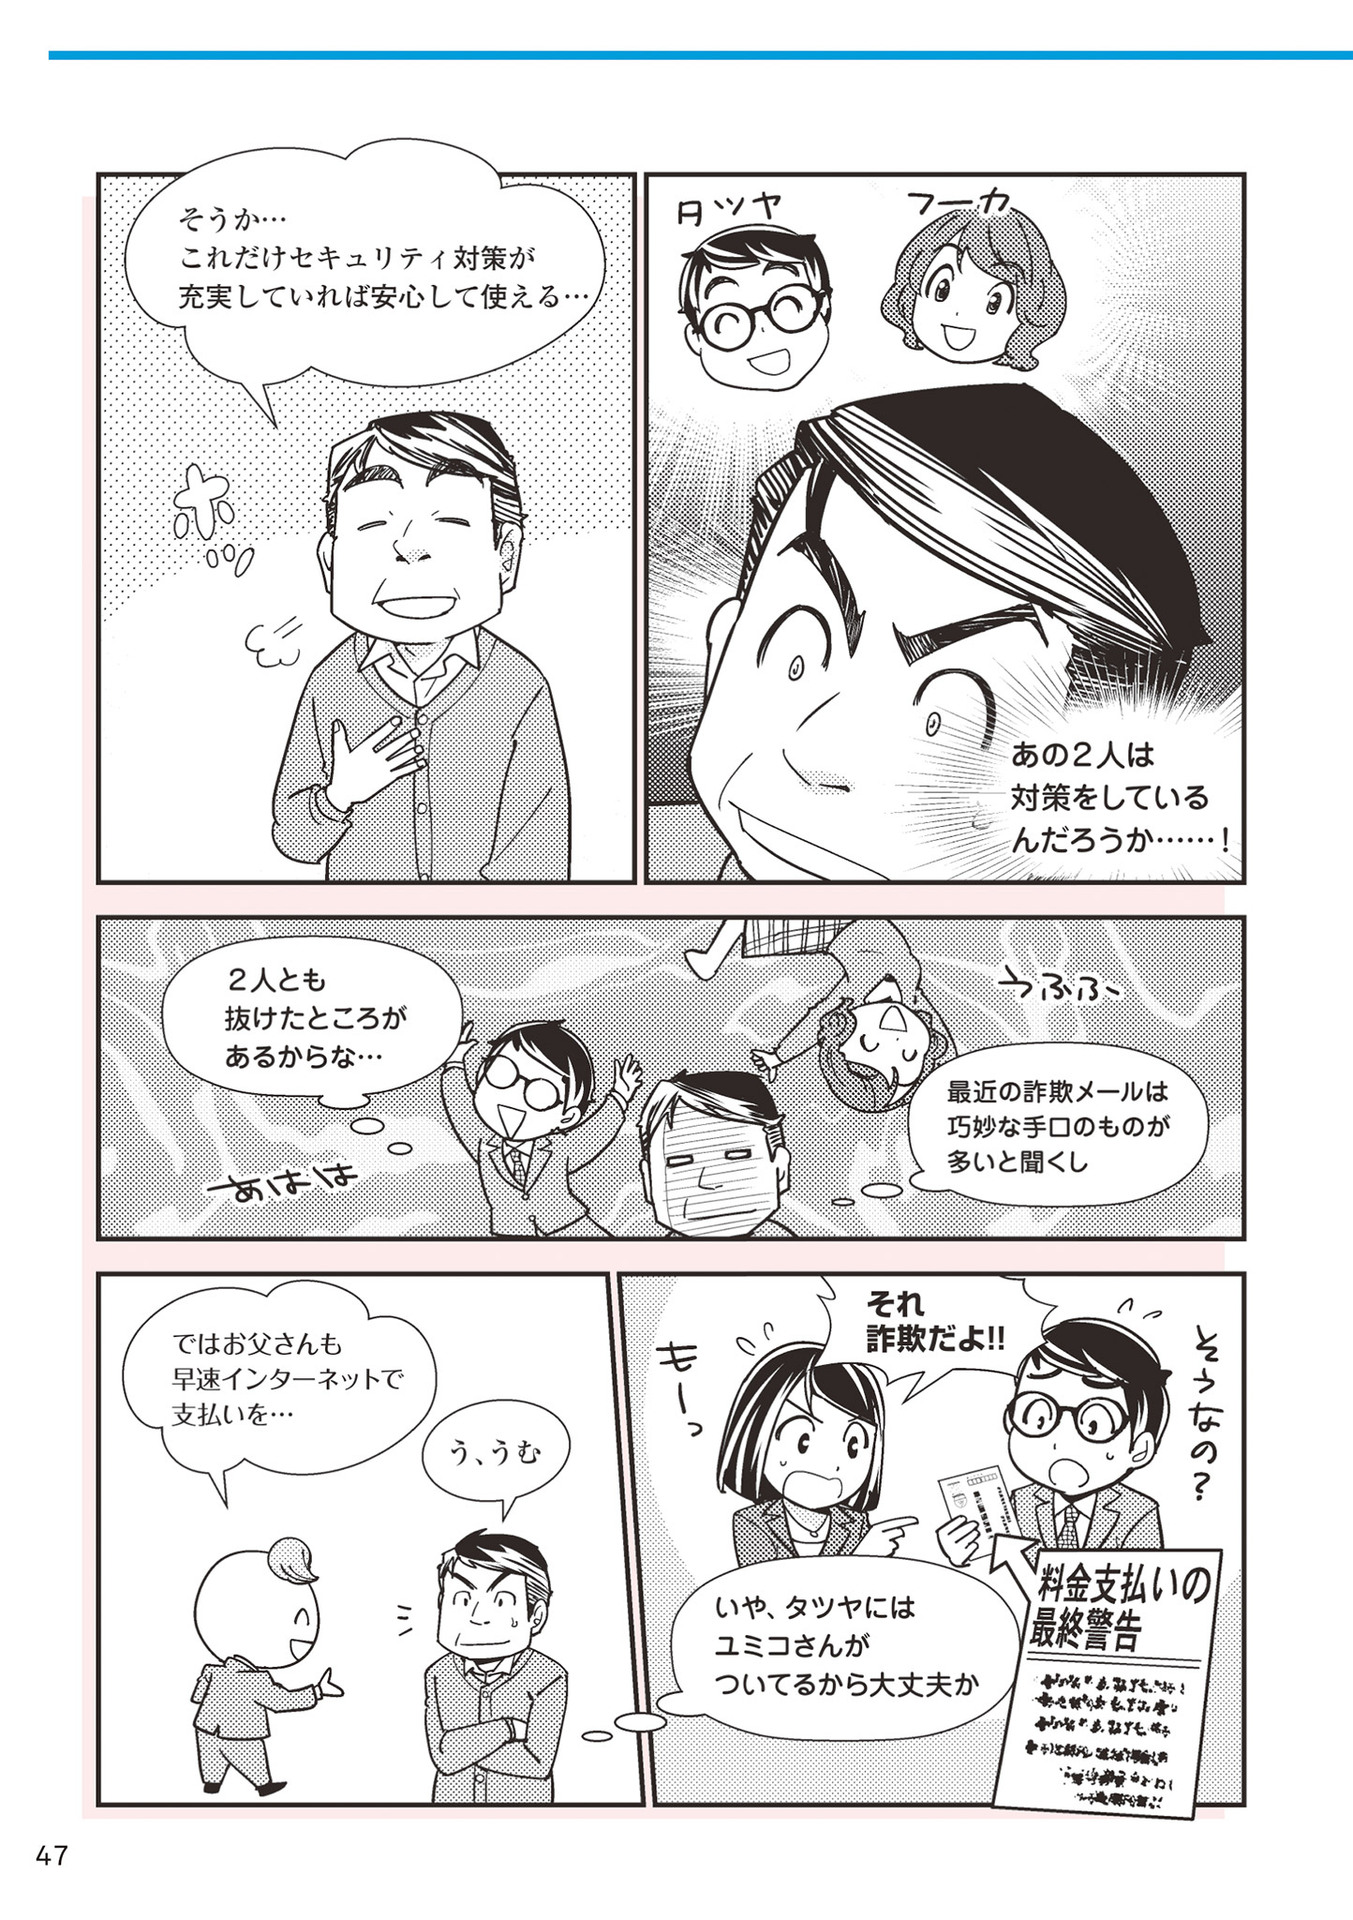 そうか…
これだけセキュリティ対策が
充実していれば安心して使える…
ホッ
タツヤ
フーカ
あの２人は
対策をしている
んだろうか……！
２人とも
抜けたところが
あるからな…
あはは
うふふ
最近の詐欺メールは
巧妙な手口のものが
多いと聞くし
ではお父さんも
早速インターネットで
支払いを…
う、うむ
もーっ
それ
詐欺だよ!!
そうなの？
いや、タツヤには
ユミコさんが
ついてるから大丈夫か
料金支払いの
最終警告
47